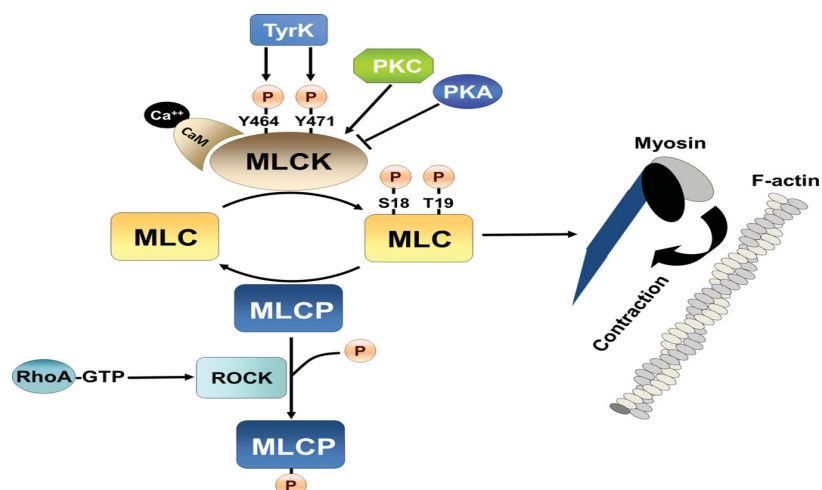 TyrK
PKC
PKA
P
P
Ca++
CaM
Y464
Y471
MLCK
P
P
S18
T19
MLC
MLC
MLCP
P
RhoA-GTP
ROCK
MLCP
P
Myosin
F-actin
Contraction